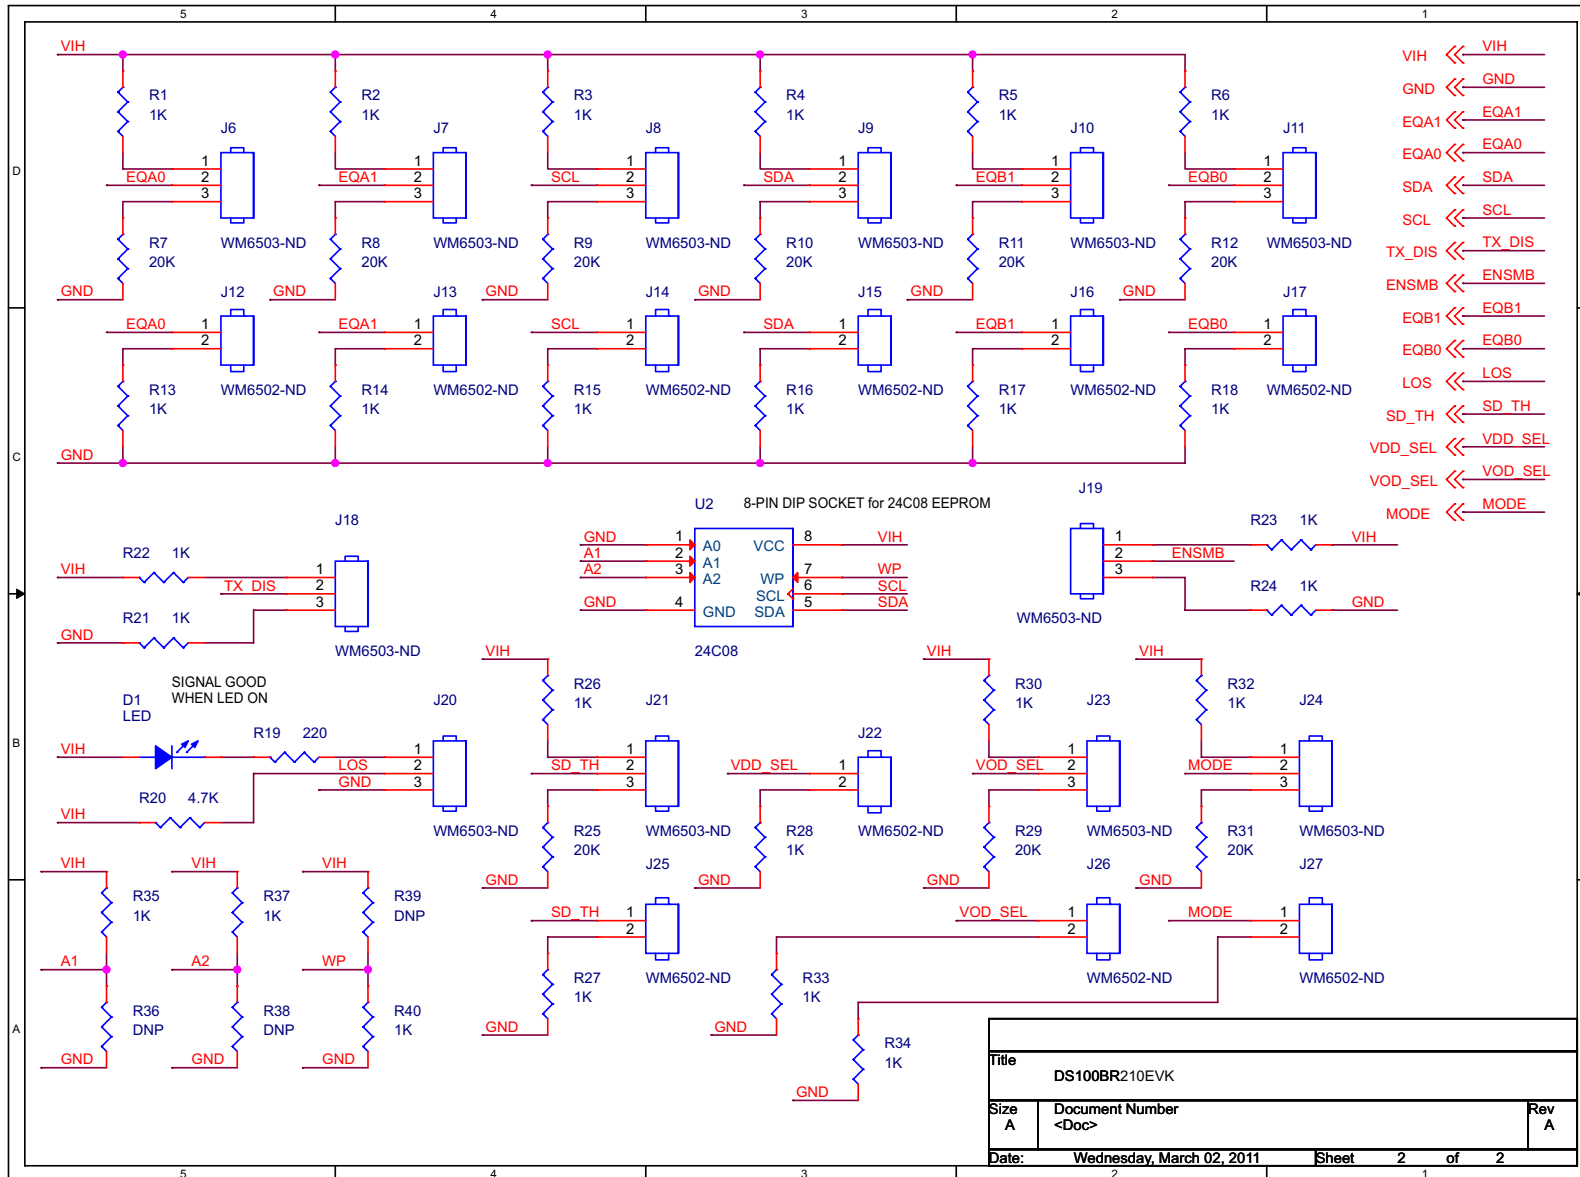 5 4 3 2 1
VIH
VIH VIH
GND GND
EQA1 EQA1
EQA0 EQA0
SDA SDA
SCL SCL
TX_DIS TX_DIS
ENSMB ENSMB
EQB1 EQB1
EQB0 EQB0
LOS LOS
SD_TH SD_TH
VDD_SEL VDD_SEL
VOD_SEL VOD_SEL
MODE MODE
D
R1 R2 R3 R4 R5 R6
1K 1K 1K 1K 1K 1K
J6 J7 J8 J9 J10 J11
1 1 1 1 1 1
EQA0 2 EQA1 2 SCL 2 SDA 2 EQB1 2 EQB0 2
3 3 3 3 3 3
R7 WM6503-ND R8 WM6503-ND R9 WM6503-ND R10 WM6503-ND R11 WM6503-ND R12 WM6503-ND
20K 20K 20K 20K 20K 20K
GND J12 GND J13 GND J14 GND J15 GND J16 GND J17
EQA0 1 EQA1 1 SCL 1 SDA 1 EQB1 1 EQB0 1
2 2 2 2 2 2
R13 WM6502-ND R14 WM6502-ND R15 WM6502-ND R16 WM6502-ND R17 WM6502-ND R18 WM6502-ND
1K 1K 1K 1K 1K 1K
C
GND
J18
R22 1K
VIH 1
TX_DIS 2
3
R21 1K
GND
WM6503-ND
U2 8-PIN DIP SOCKET for 24C08 EEPROM
GND 1 A0 VCC 8 VIH
A1 2 A1
A2 3 A2 WP 7 WP
SCL 6 SCL
GND 4 GND SDA 5 SDA
24C08
J19
R23 1K
1 VIH
2 ENSMB
3
R24 1K
GND
WM6503-ND
B
SIGNAL GOOD
WHEN LED ON
D1
LED
J20
R19 220
VIH 1
LOS 2
GND 3
R20 4.7K
VIH
WM6503-ND
VIH
R26
1K
J21
1
SD_TH 2
3
R25 WM6503-ND
20K
GND
J22
VDD_SEL 1
2
R28 WM6502-ND
1K
GND
VIH
R30
1K
J23
1
VOD_SEL 2
3
R29 WM6503-ND
20K
GND
VIH
R32
1K
J24
1
MODE 2
3
R31 WM6503-ND
20K
GND
A
VIH VIH VIH
R35 R37 R39
1K 1K DNP
A1 A2 WP
R36 R38 R40
DNP DNP 1K
GND GND GND
J25
SD_TH 1
2
R27 WM6502-ND
1K
GND
J26
VOD_SEL 1
2
WM6502-ND
R33
1K
GND
J27
MODE 1
2
WM6502-ND
R34
1K
GND
Title
DS100BR210EVK
Size Document Number Rev
A <Doc> A
Date: Wednesday, March 02, 2011 Sheet 2 of 2
5 4 3 2 1